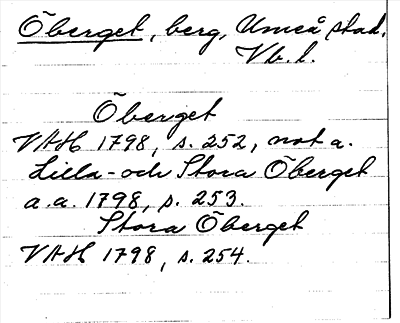 Öberget, berg, Umeå stad,
Vb. l.
Öberget
VAH 1798, s. 252, not a.
Lilla- och Stora Öberget
a.a. 1798, s. 253.
Stora Öberget
VAH 1798, s. 254.